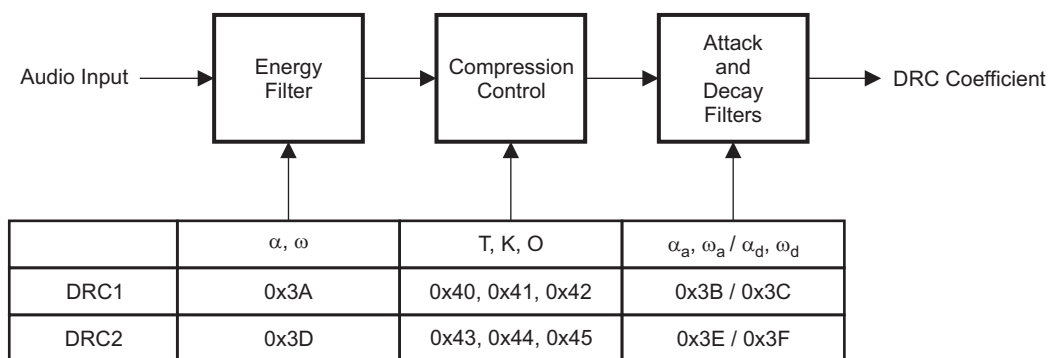 Audio Input
Energy
Filter
Compression
Control
Attack
and
Decay
Filters
DRC Coefficient
α, ω
T, K, O
αa, ωa / αd, ωd
DRC1
0x3A
0x40, 0x41, 0x42
0x3B / 0x3C
DRC2
0x3D
0x43, 0x44, 0x45
0x3E / 0x3F